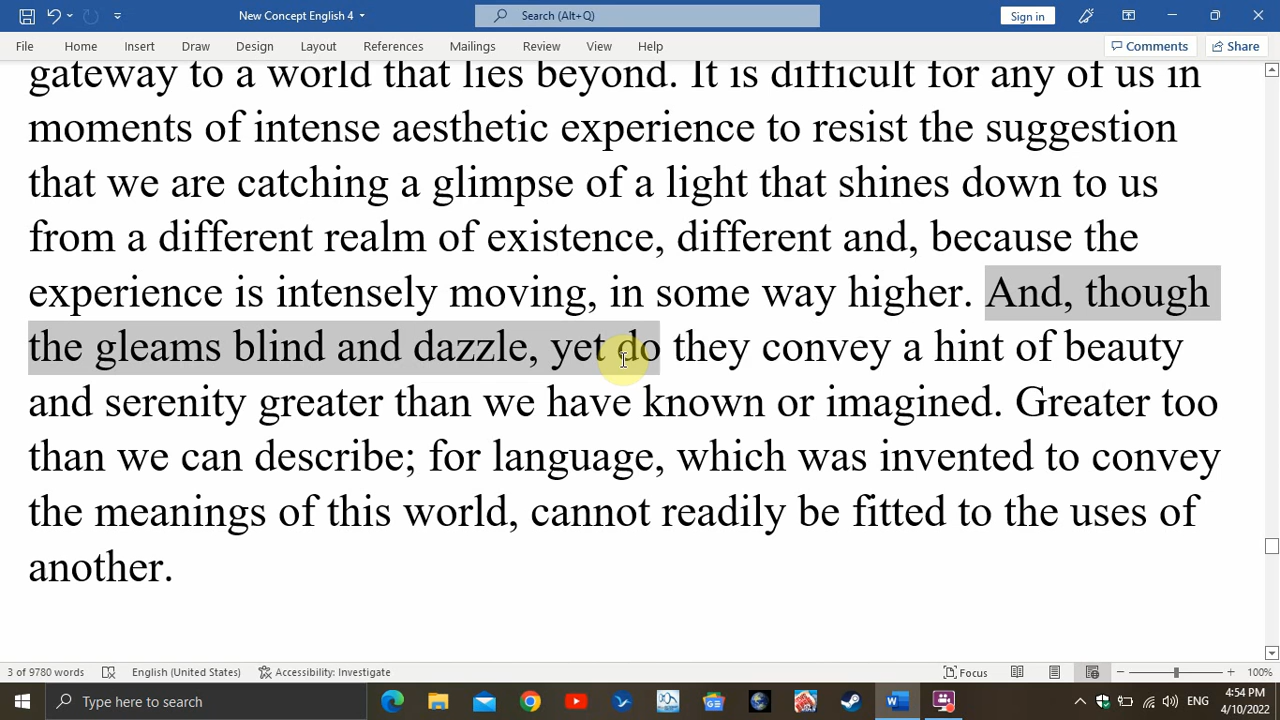 New Concept English 4
Search (Alt+Q)
Sign in
File Home Insert Draw Design Layout References Mailings Review View Help Comments Share
gateway to a world that lies beyond. It is difficult for any of us in
moments of intense aesthetic experience to resist the suggestion
that we are catching a glimpse of a light that shines down to us
from a different realm of existence, different and, because the
experience is intensely moving, in some way higher. And, though
the gleams blind and dazzle, yet do they convey a hint of beauty
and serenity greater than we have known or imagined. Greater too
than we can describe; for language, which was invented to convey
the meanings of this world, cannot readily be fitted to the uses of
another.
3 of 9780 words English (United States) Accessibility: Investigate Focus 100%
Type here to search ENG 4:54 PM
4/10/2022